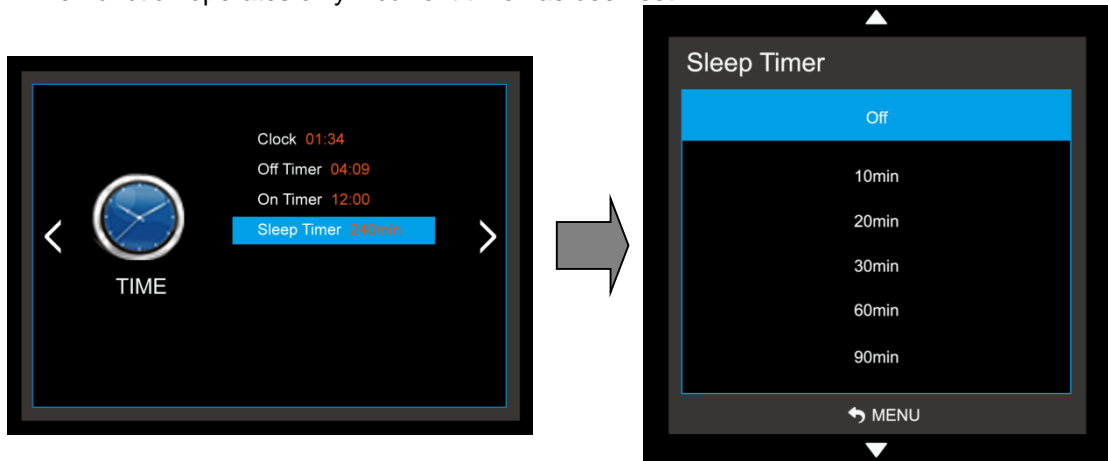 Clock 01:34
Off Timer 04:09
On Timer 12:00
Sleep Timer 240min
TIME
Sleep Timer
Off
10min
20min
30min
60min
90min
MENU